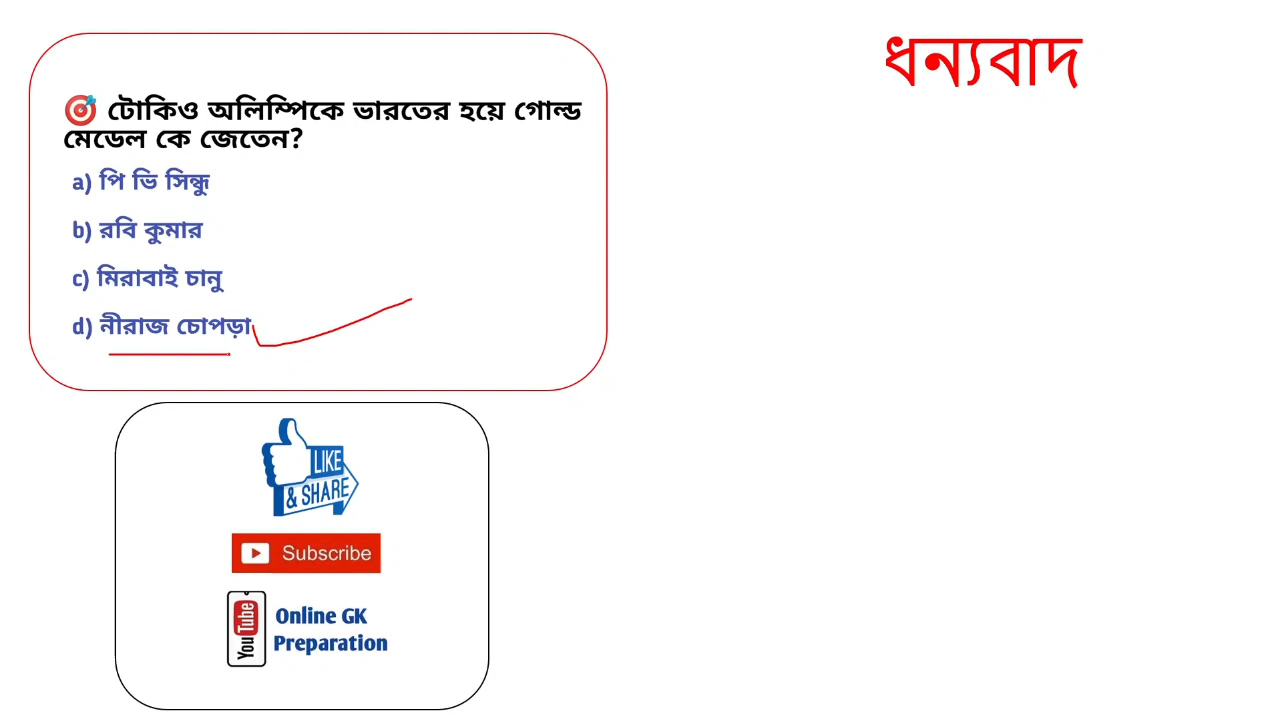 🎯 টোকিও অলিম্পিকে ভারতের হয়ে গোল্ড
মেডেল কে জেতেন?
a) পি ভি সিন্ধু
b) রবি কুমার
c) মিরাবাই চানু
d) নীরাজ চোপড়া
ধন্যবাদ
LIKE
& SHARE
Subscribe
YouTube
Online GK
Preparation